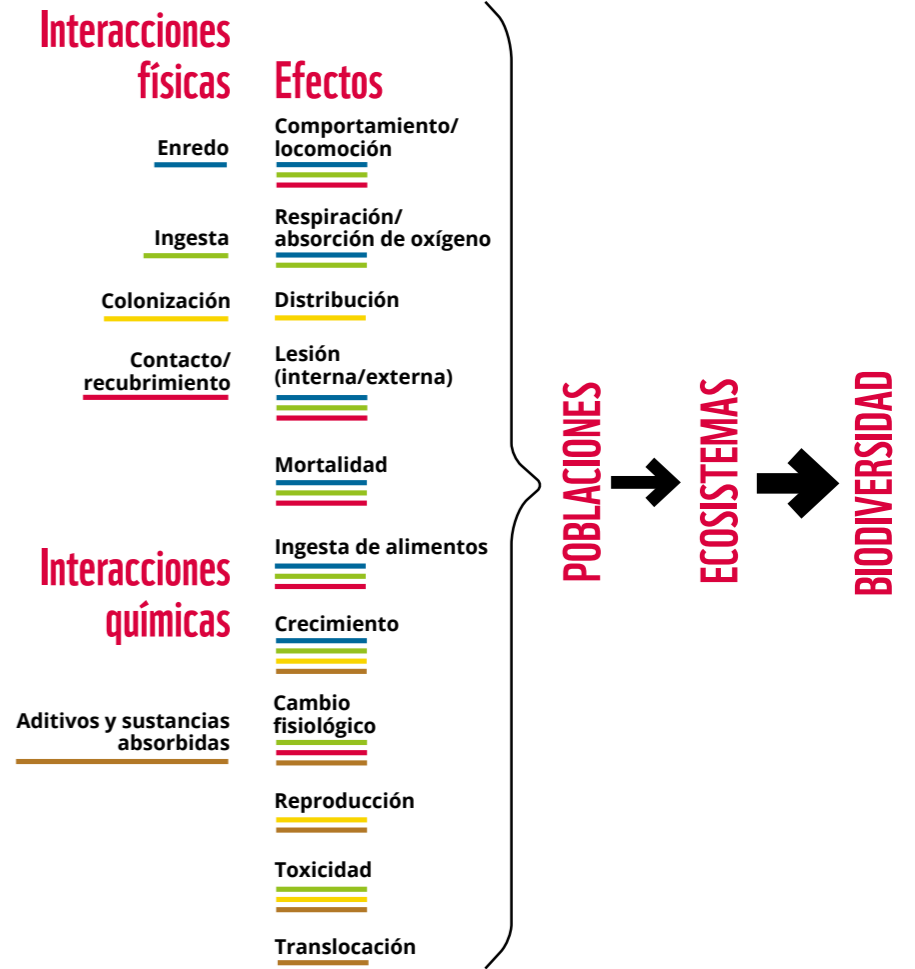 Interacciones
físicas
Enredo
Ingesta
Colonización
Contacto/
recubrimiento
Interacciones
químicas
Aditivos y sustancias
absorbidas
Efectos
Comportamiento/
locomoción
Respiración/
absorción de oxígeno
Distribución
Lesión
(interna/externa)
Mortalidad
Ingesta de alimentos
Crecimiento
Cambio
fisiológico
Reproducción
Toxicidad
Translocación
POBLACIONES
ECOSISTEMAS
BIODIVERSIDAD